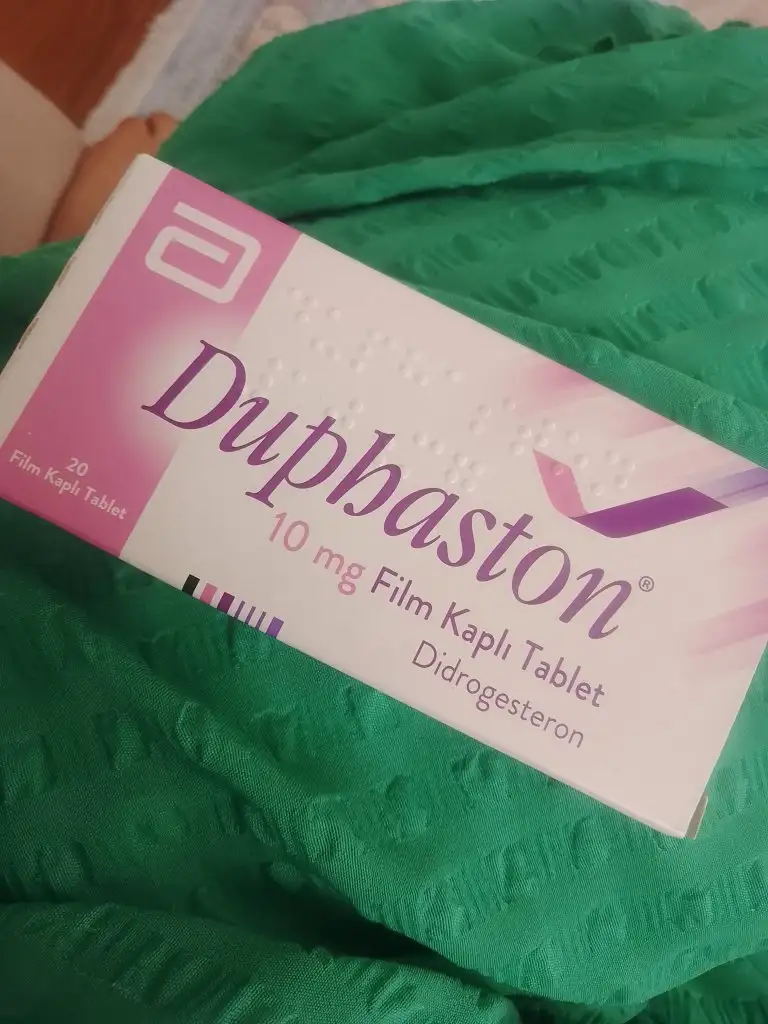 Duphaston®
10 mg Film Kaplı Tablet
Didrogesteron
20
Film Kaplı Tablet